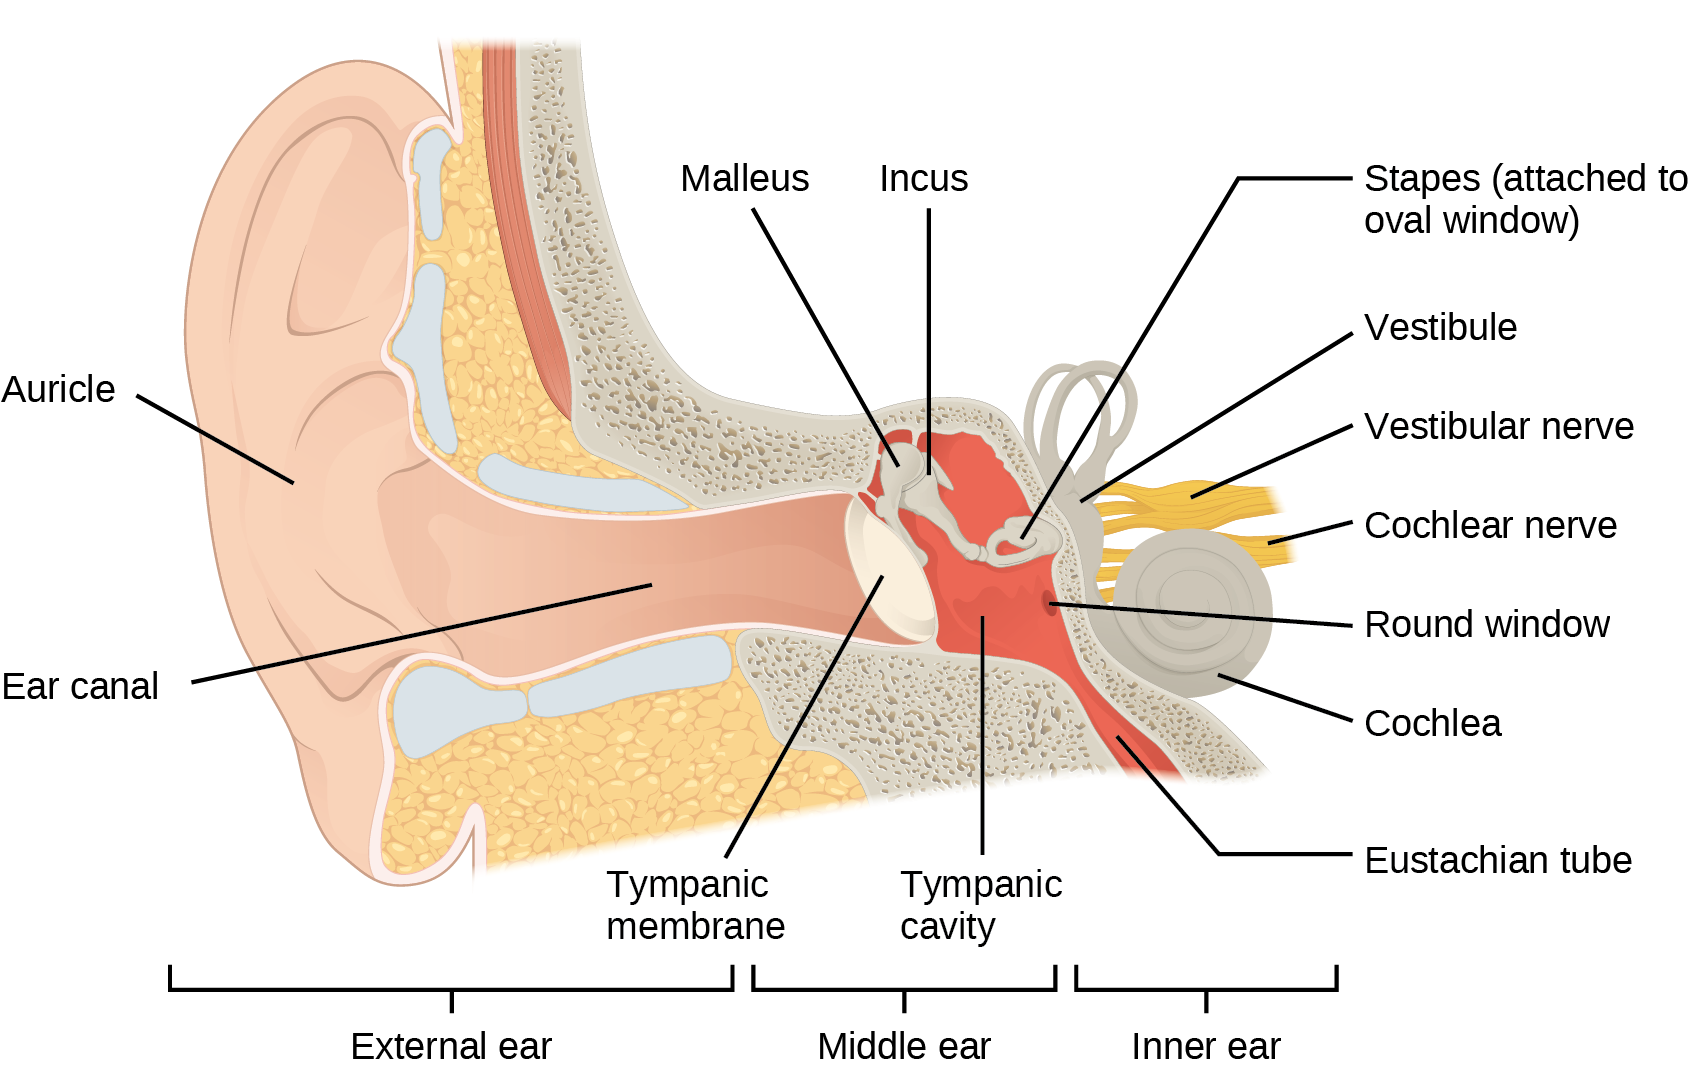 Malleus
Incus
Stapes (attached to
oval window)
Vestibule
Auricle
Vestibular nerve
Cochlear nerve
Round window
Ear canal
Cochlea
Eustachian tube
Tympanic
membrane
Tympanic
cavity
External ear
Middle ear
Inner ear